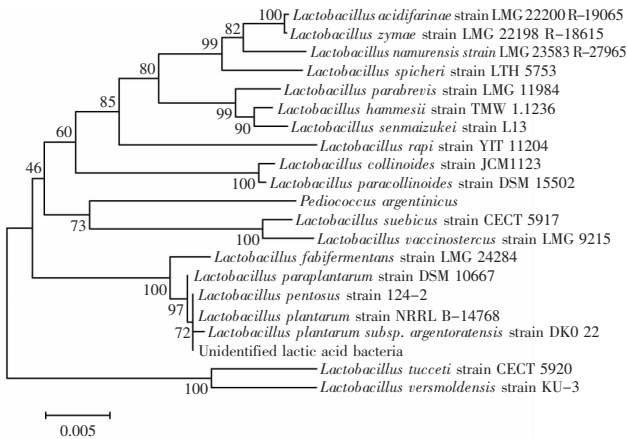 100 Lactobacillus acidifarinae strain LMG 22200 R-19065
82 Lactobacillus zymae strain LMG 22198 R-18615
99 Lactobacillus namurensis strain LMG 23583 R-27965
80 Lactobacillus spicheri strain LTH 5753
Lactobacillus parabrevis strain LMG 11984
85 99 Lactobacillus hammesii strain TMW 1.1236
90 Lactobacillus senmaizukei strain L13
60 Lactobacillus rapi strain YIT 11204
46 Lactobacillus collinoides strain JCM1123
100 Lactobacillus paracollinoides strain DSM 15502
Pediococcus argentinicus
73 Lactobacillus suebicus strain CECT 5917
100 Lactobacillus vaccinostercus strain LMG 9215
Lactobacillus fabifermentans strain LMG 24284
100 Lactobacillus paraplantarum strain DSM 10667
Lactobacillus pentosus strain 124-2
97 Lactobacillus plantarum strain NRRL B-14768
72 Lactobacillus plantarum subsp. argentoratensis strain DK0 22
Unidentified lactic acid bacteria
Lactobacillus tucceti strain CECT 5920
100 Lactobacillus versmoldensis strain KU-3
0.005